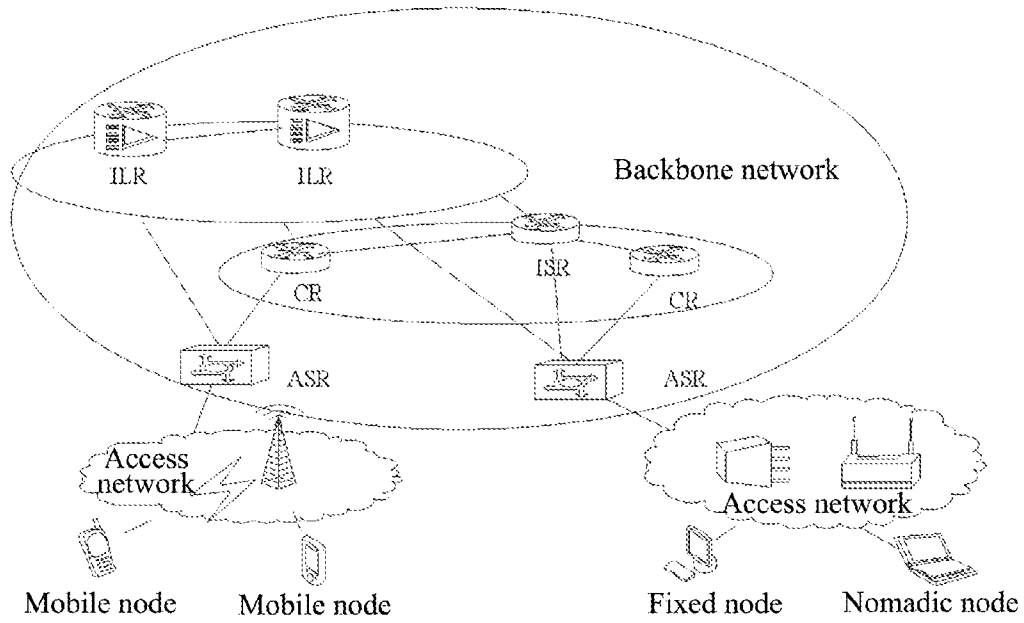 ILR
ILR
Backbone network
ISR
CR
CR
ASR
ASR
Access
network
Access network
Mobile node
Mobile node
Fixed node
Nomadic node